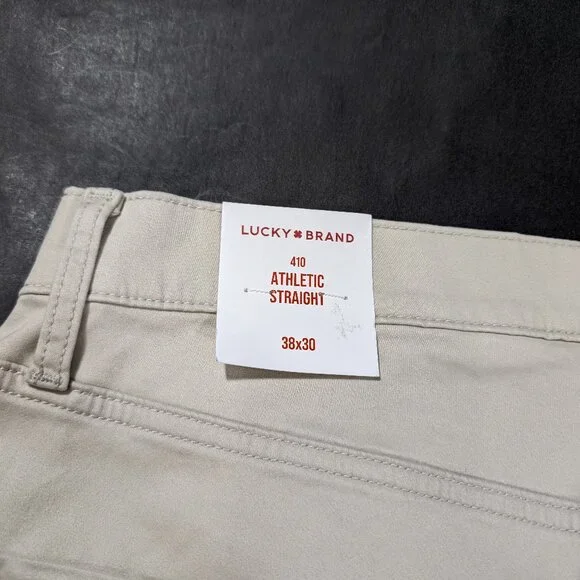 LUCKY BRAND
410
ATHLETIC
STRAIGHT
38x30